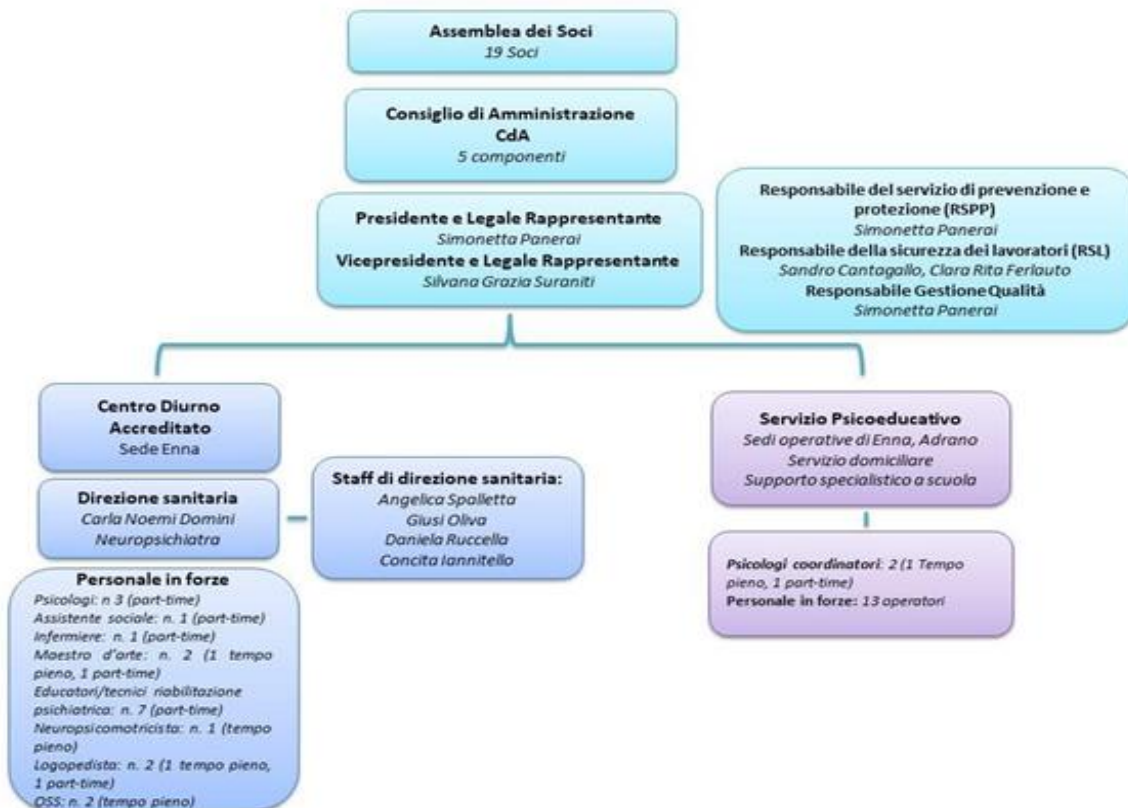 Assemblea dei Soci
19 Soci
Consiglio di Amministrazione
CdA
5 componenti
Presidente e Legale Rappresentante
Simonetta Panerai
Vicepresidente e Legale Rappresentante
Silvana Grazia Suraniti
Responsabile del servizio di prevenzione e
protezione (RSPP)
Simonetta Panerai
Responsabile della sicurezza dei lavoratori (RSL)
Sandro Cantagallo, Clara Rita Ferlauto
Responsabile Gestione Qualità
Simonetta Panerai
Centro Diurno
Accreditato
Sede Enna
Direzione sanitaria
Carla Noemi Domini
Neuropsichiatra
Staff di direzione sanitaria:
Angelica Spalletta
Giusi Oliva
Daniela Ruccella
Concita Iannitello
Personale in forze
Psicologi: n 3 (part-time)
Assistente sociale: n. 1 (part-time)
Infermiere: n. 1 (part-time)
Maestro d'arte: n. 2 (1 tempo
pieno, 1 part-time)
Educatori/tecnici riabilitazione
psichiatrica: n. 7 (part-time)
Neuropsicomotricista: n. 1 (tempo
pieno)
Logopedista: n. 2 (1 tempo pieno,
1 part-time)
OSS: n. 2 (tempo pieno)
Servizio Psicoeducativo
Sedi operative di Enna, Adrano
Servizio domiciliare
Supporto specialistico a scuola
Psicologi coordinatori: 2 (1 Tempo
pieno, 1 part-time)
Personale in forze: 13 operatori